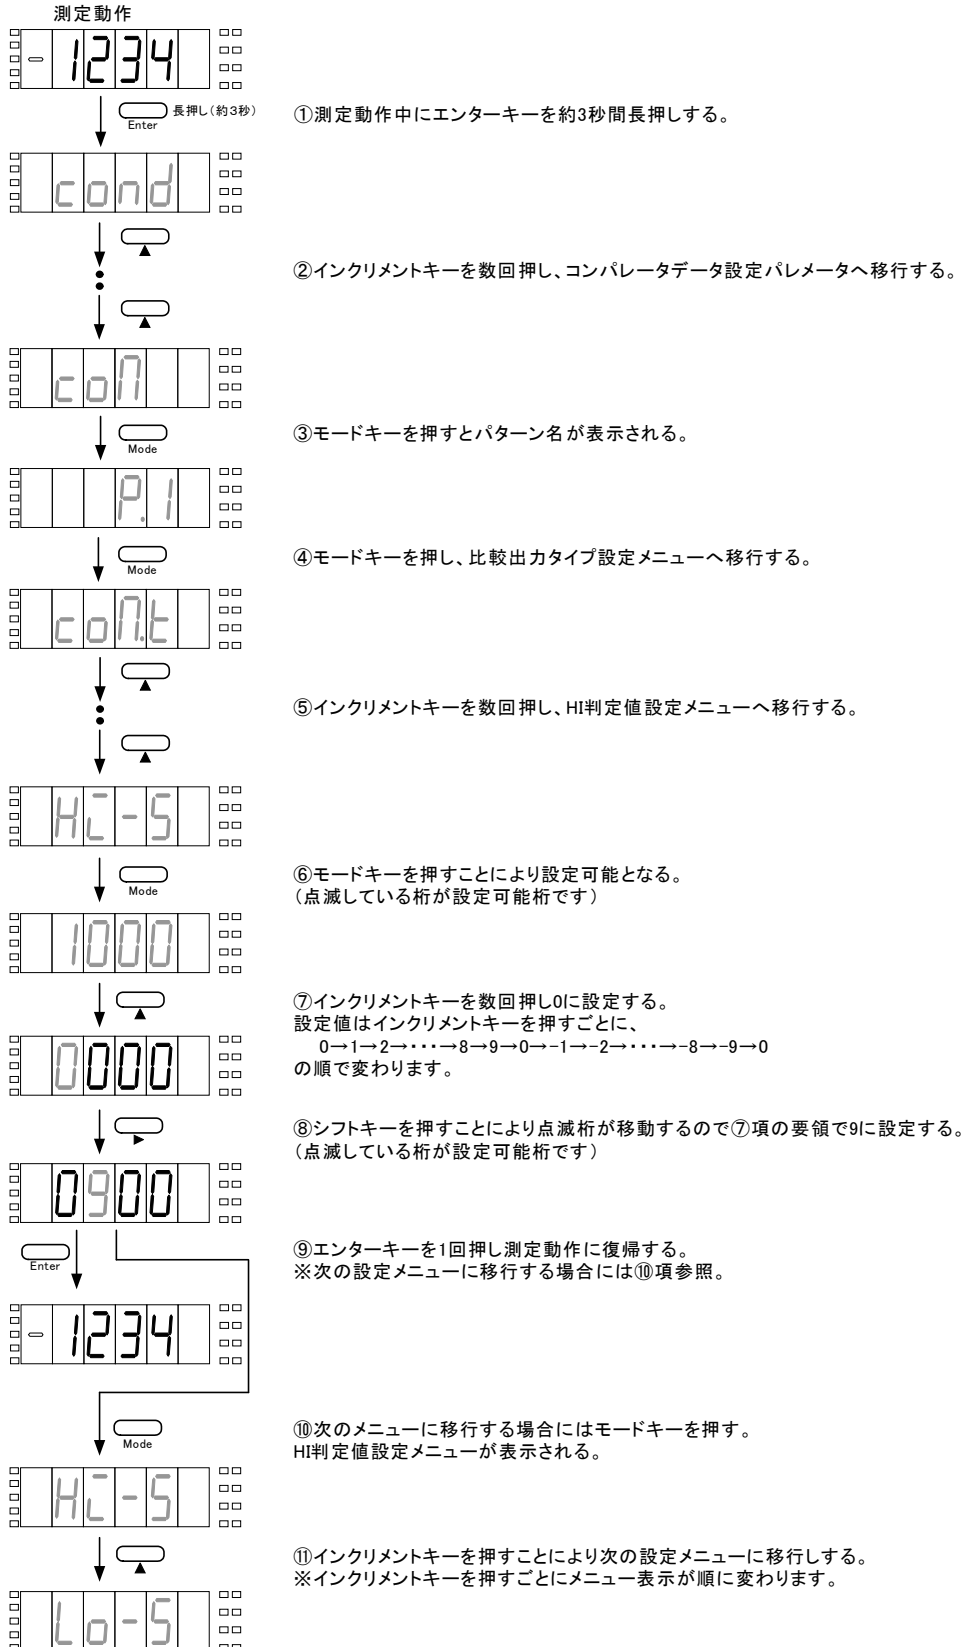 測定動作
-1234
長押し(約3秒)
Enter
①測定動作中にエンターキーを約3秒間長押しする。
cond
②インクリメントキーを数回押し、コンパレータデータ設定パレメータへ移行する。
coM
③モードキーを押すとパターン名が表示される。
Mode
P.1
④モードキーを押し、比較出力タイプ設定メニューへ移行する。
Mode
coM.t
⑤インクリメントキーを数回押し、HI判定値設定メニューへ移行する。
Hi-S
⑥モードキーを押すことにより設定可能となる。
Mode
(点滅している桁が設定可能桁です)
1000
⑦インクリメントキーを数回押し0に設定する。
設定値はインクリメントキーを押すごとに、
0→1→2→・・・→8→9→0→-1→-2→・・・→-8→-9→0
の順で変わります。
0000
⑧シフトキーを押すことにより点滅桁が移動するので⑦項の要領で9に設定する。
(点滅している桁が設定可能桁です)
0900
⑨エンターキーを1回押し測定動作に復帰する。
Enter
※次の設定メニューに移行する場合には⑩項参照。
-1234
⑩次のメニューに移行する場合にはモードキーを押す。
Mode
HI判定値設定メニューが表示される。
Hi-S
⑪インクリメントキーを押すことにより次の設定メニューに移行しする。
※インクリメントキーを押すごとにメニュー表示が順に変わります。
Lo-S